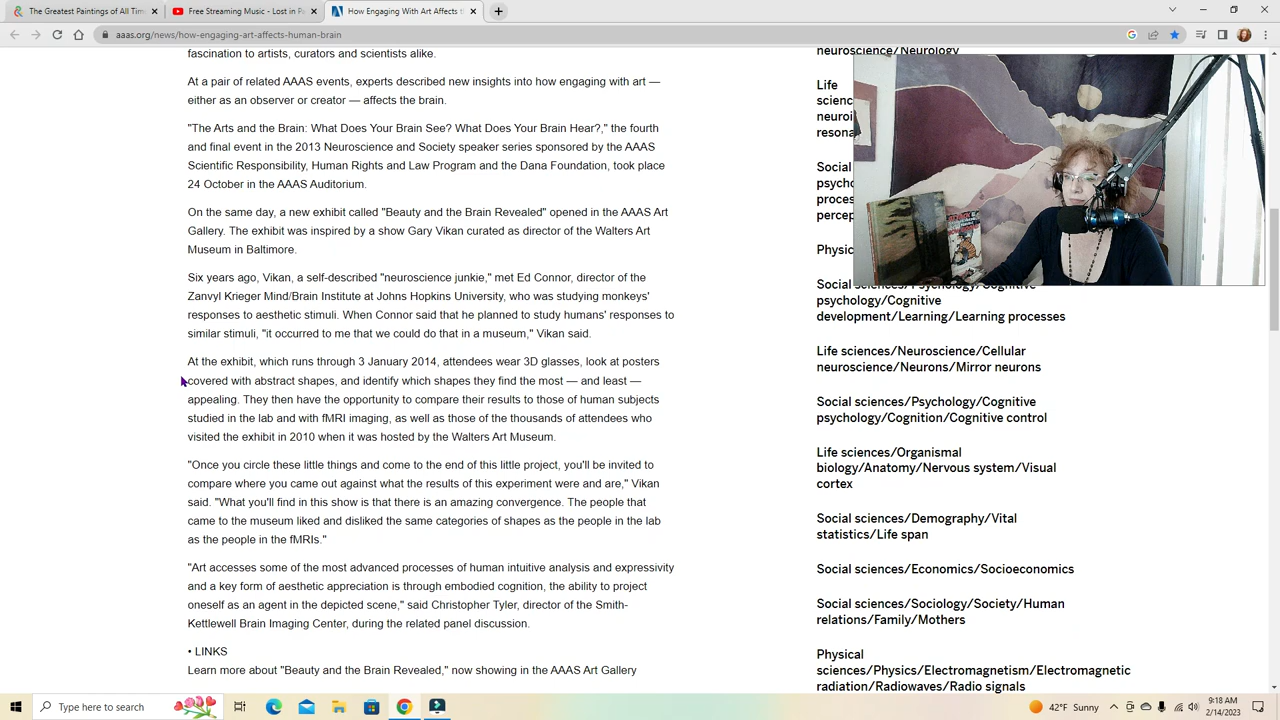 The Greatest Paintings of All Tim
Free Streaming Music - Lost in P
How Engaging With Art Affects t
aaas.org/news/how-engaging-art-affects-human-brain
fascination to artists, curators and scientists alike.
At a pair of related AAAS events, experts described new insights into how engaging with art —
either as an observer or creator — affects the brain.
"The Arts and the Brain: What Does Your Brain See? What Does Your Brain Hear?," the fourth
and final event in the 2013 Neuroscience and Society speaker series sponsored by the AAAS
Scientific Responsibility, Human Rights and Law Program and the Dana Foundation, took place
24 October in the AAAS Auditorium.
On the same day, a new exhibit called "Beauty and the Brain Revealed" opened in the AAAS Art
Gallery. The exhibit was inspired by a show Gary Vikan curated as director of the Walters Art
Museum in Baltimore.
Six years ago, Vikan, a self-described "neuroscience junkie," met Ed Connor, director of the
Zanvyl Krieger Mind/Brain Institute at Johns Hopkins University, who was studying monkeys'
responses to aesthetic stimuli. When Connor said that he planned to study humans' responses to
similar stimuli, "it occurred to me that we could do that in a museum," Vikan said.
At the exhibit, which runs through 3 January 2014, attendees wear 3D glasses, look at posters
covered with abstract shapes, and identify which shapes they find the most — and least —
appealing. They then have the opportunity to compare their results to those of human subjects
studied in the lab and with fMRI imaging, as well as those of the thousands of attendees who
visited the exhibit in 2010 when it was hosted by the Walters Art Museum.
"Once you circle these little things and come to the end of this little project, you'll be invited to
compare where you came out against what the results of this experiment were and are," Vikan
said. "What you'll find in this show is that there is an amazing convergence. The people that
came to the museum liked and disliked the same categories of shapes as the people in the lab
as the people in the fMRIs."
"Art accesses some of the most advanced processes of human intuitive analysis and expressivity
and a key form of aesthetic appreciation is through embodied cognition, the ability to project
oneself as an agent in the depicted scene," said Christopher Tyler, director of the Smith-
Kettlewell Brain Imaging Center, during the related panel discussion.
• LINKS
Learn more about "Beauty and the Brain Revealed," now showing in the AAAS Art Gallery
neuroscience/Neurology
Life
scienc
neuroi
resona
Social
psycho
proces
percep
Physic
Social sciences/Psychology/Cognitive
psychology/Cognitive
development/Learning/Learning processes
Life sciences/Neuroscience/Cellular
neuroscience/Neurons/Mirror neurons
Social sciences/Psychology/Cognitive
psychology/Cognition/Cognitive control
Life sciences/Organismal
biology/Anatomy/Nervous system/Visual
cortex
Social sciences/Demography/Vital
statistics/Life span
Social sciences/Economics/Socioeconomics
Social sciences/Sociology/Society/Human
relations/Family/Mothers
Physical
sciences/Physics/Electromagnetism/Electromagnetic
radiation/Radiowaves/Radio signals
Type here to search
42°F Sunny
9:18 AM
2/14/2023